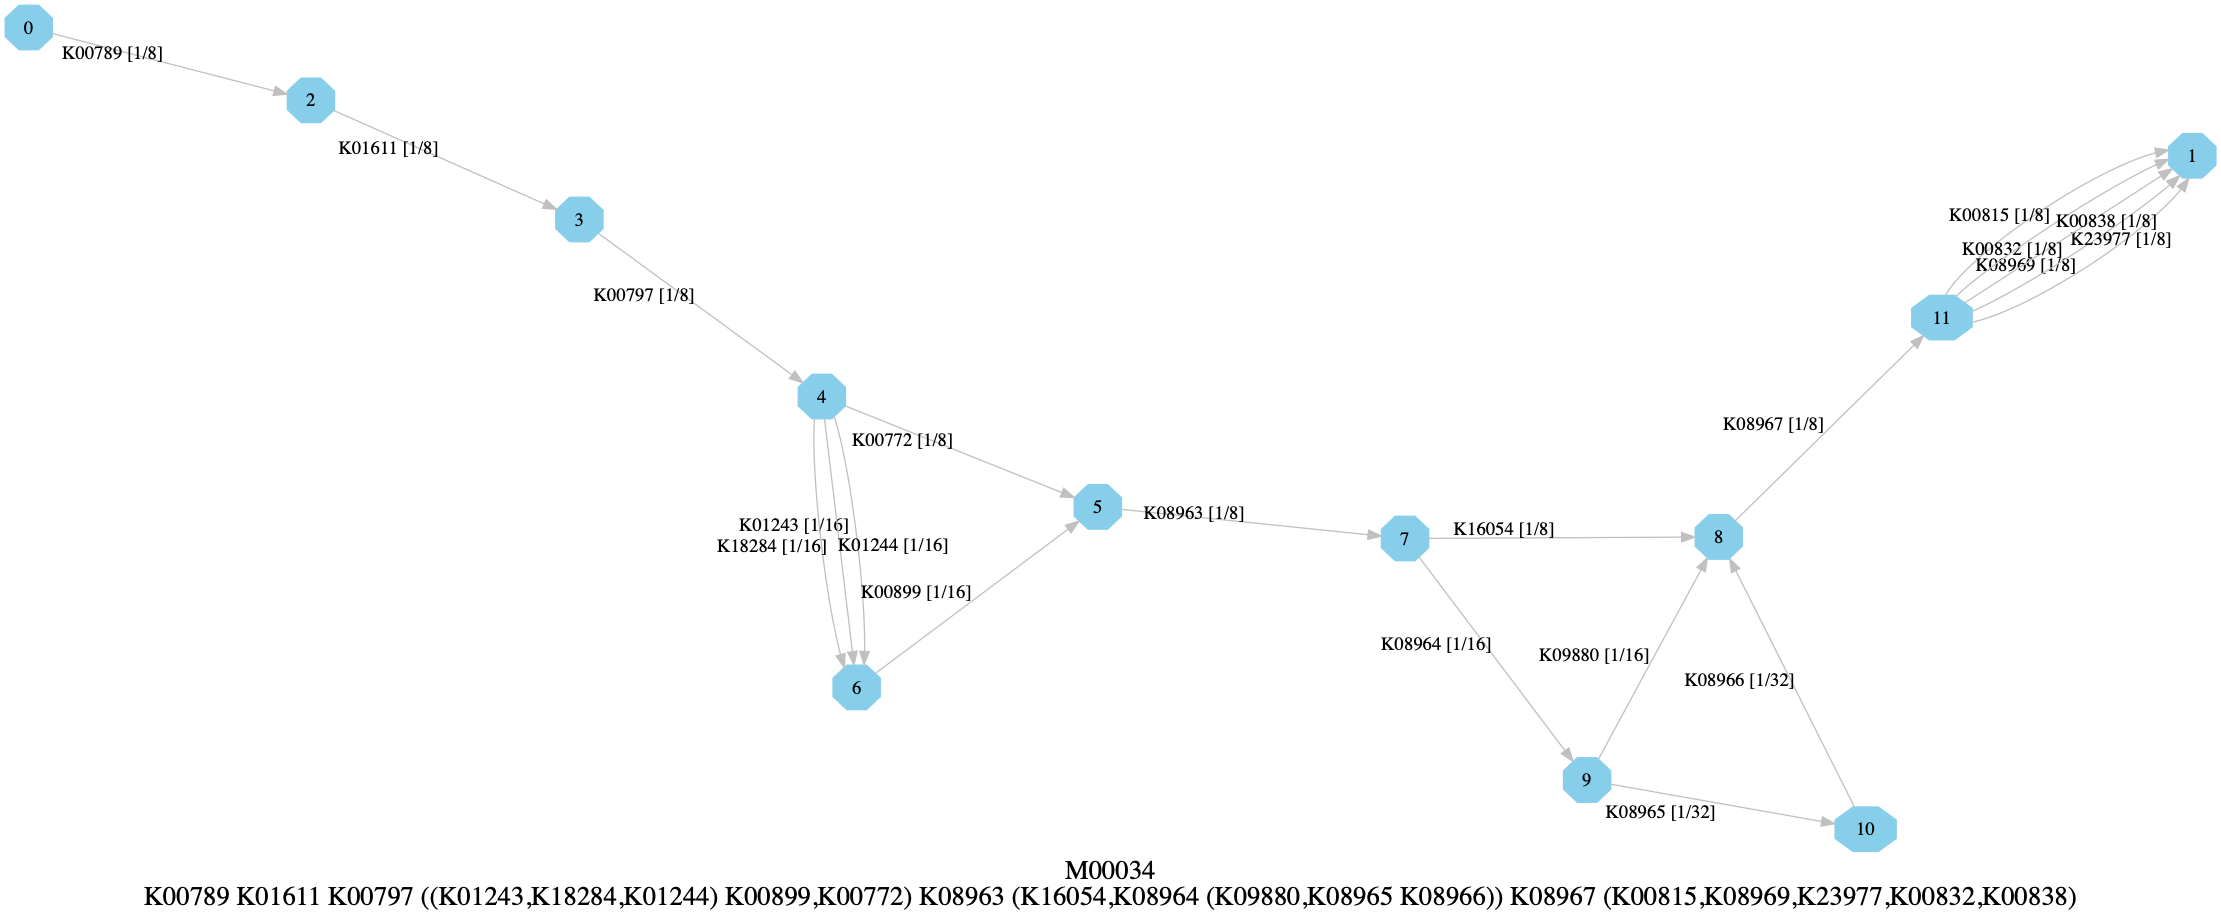 0
K00789 [1/8]
2
K01611 [1/8]
1
3
K00815 [1/8]
K00838 [1/8]
K23977 [1/8]
K00832 [1/8]
K08969 [1/8]
K00797 [1/8]
11
4
K08967 [1/8]
K00772 [1/8]
5
K08963 [1/8]
K01243 [1/16]
K18284 [1/16]
K01244 [1/16]
K16054 [1/8]
7
8
K00899 [1/16]
K08964 [1/16]
K09880 [1/16]
K08966 [1/32]
6
9
K08965 [1/32]
10
M00034
K00789 K01611 K00797 ((K01243,K18284,K01244) K00899,K00772) K08963 (K16054,K08964 (K09880,K08965 K08966)) K08967 (K00815,K08969,K23977,K00832,K00838)